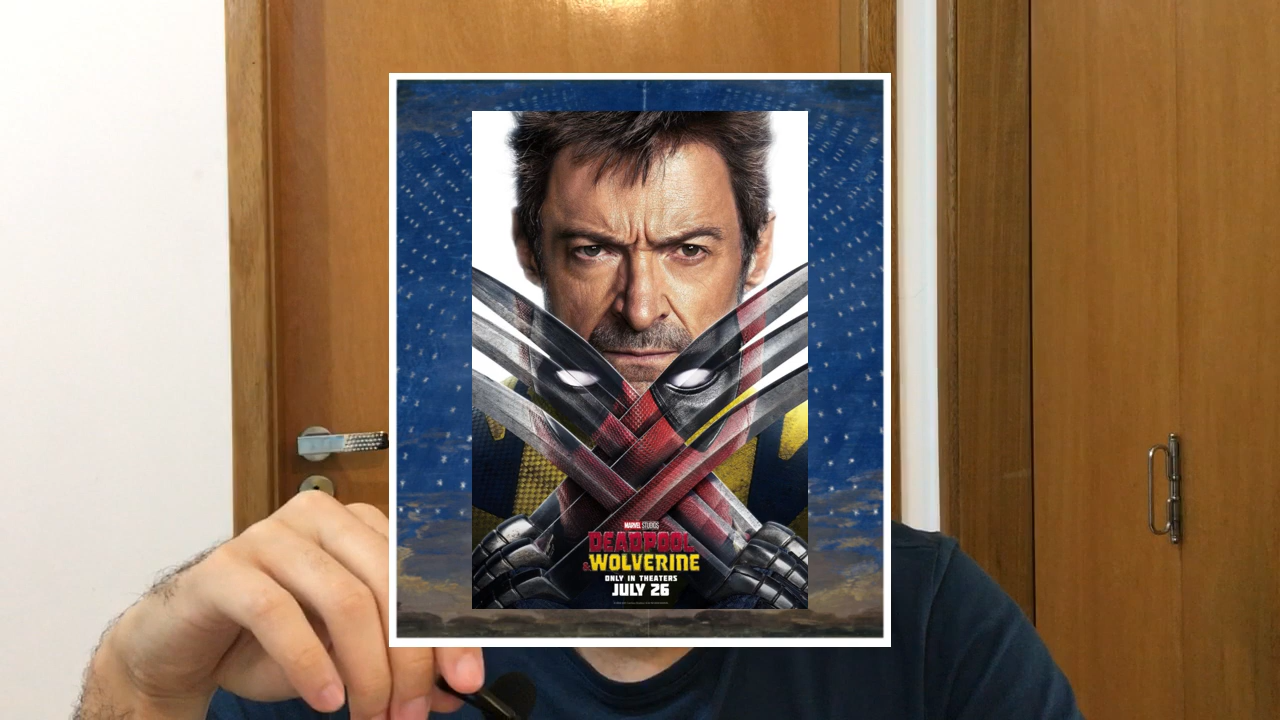 MARVEL STUDIOS
DEADPOOL
& WOLVERINE
ONLY IN THEATERS
JULY 26